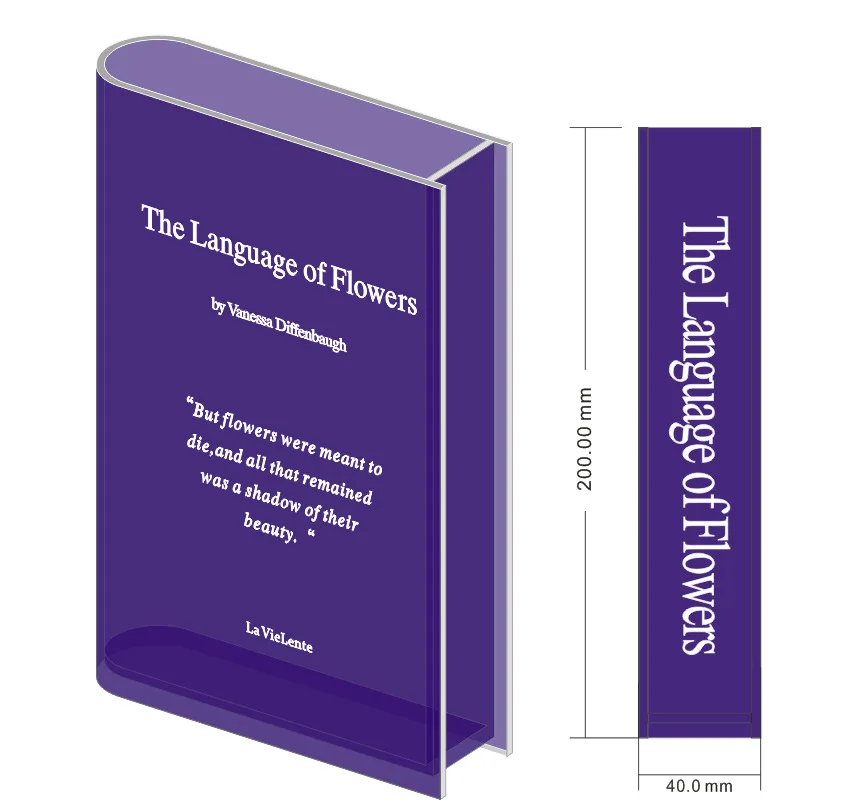 The Language of Flowers
by Vanessa Diffenbaugh
“But flowers were meant to
die,and all that remained
was a shadow of their
beauty. “
La VieLente
The Language of Flowers
200.00 mm
40.0 mm